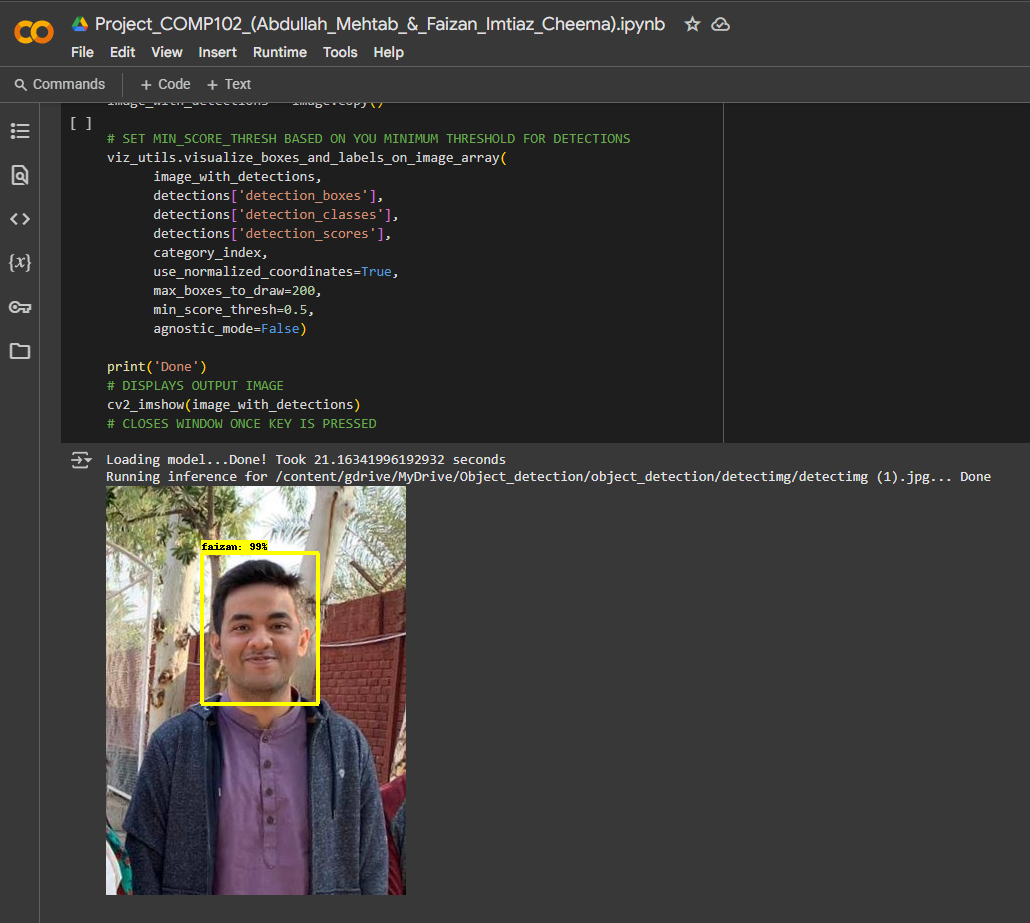 Project_COMP102_(Abdullah_Mehtab_&_Faizan_Imtiaz_Cheema).ipynb
File Edit View Insert Runtime Tools Help
Commands + Code + Text
image_with_detections = image.copy()
[ ]
# SET MIN_SCORE_THRESH BASED ON YOU MINIMUM THRESHOLD FOR DETECTIONS
viz_utils.visualize_boxes_and_labels_on_image_array(
image_with_detections,
detections['detection_boxes'],
detections['detection_classes'],
detections['detection_scores'],
category_index,
use_normalized_coordinates=True,
max_boxes_to_draw=200,
min_score_thresh=0.5,
agnostic_mode=False)
{x}
print('Done')
# DISPLAYS OUTPUT IMAGE
cv2_imshow(image_with_detections)
# CLOSES WINDOW ONCE KEY IS PRESSED
Loading model...Done! Took 21.16341996192932 seconds
Running inference for /content/gdrive/MyDrive/Object_detection/object_detection/detectimg/detectimg (1).jpg... Done
faizan: 99%